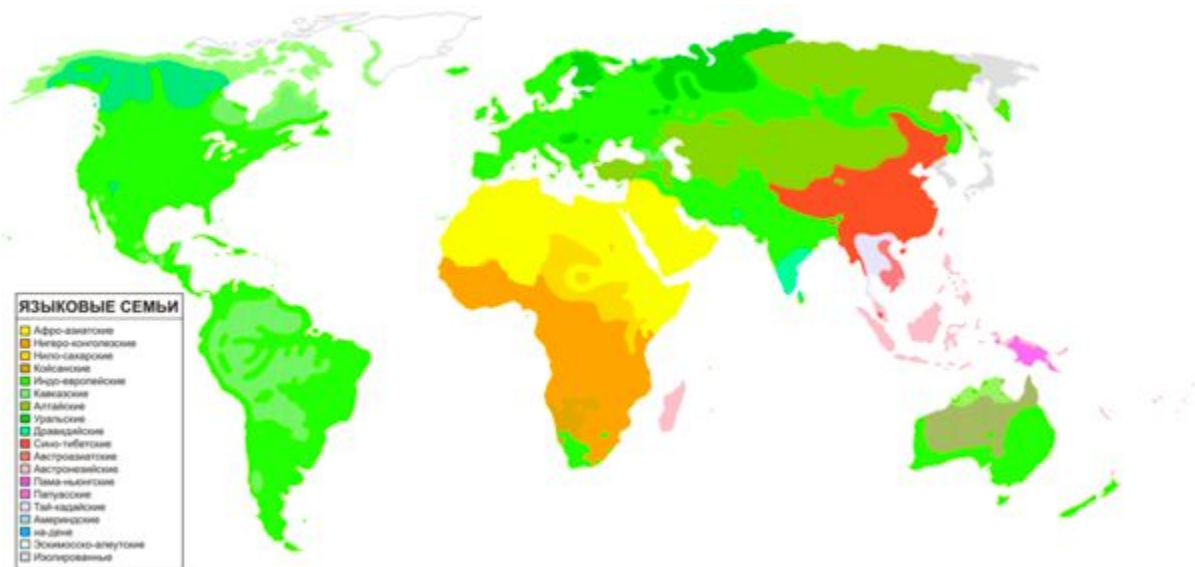 ЯЗЫКОВЫЕ СЕМЬИ
Афро-азиатские
Нигеро-конголезские
Нило-сахарские
Койсанские
Индо-европейские
Кавказские
Алтайские
Уральские
Дравидийские
Сино-тибетские
Австроазиатские
Австронезийские
Пама-ньюнгские
Папуасские
Тай-кадайские
Америндские
на-дене
Эскимосско-алеутские
Изолированные